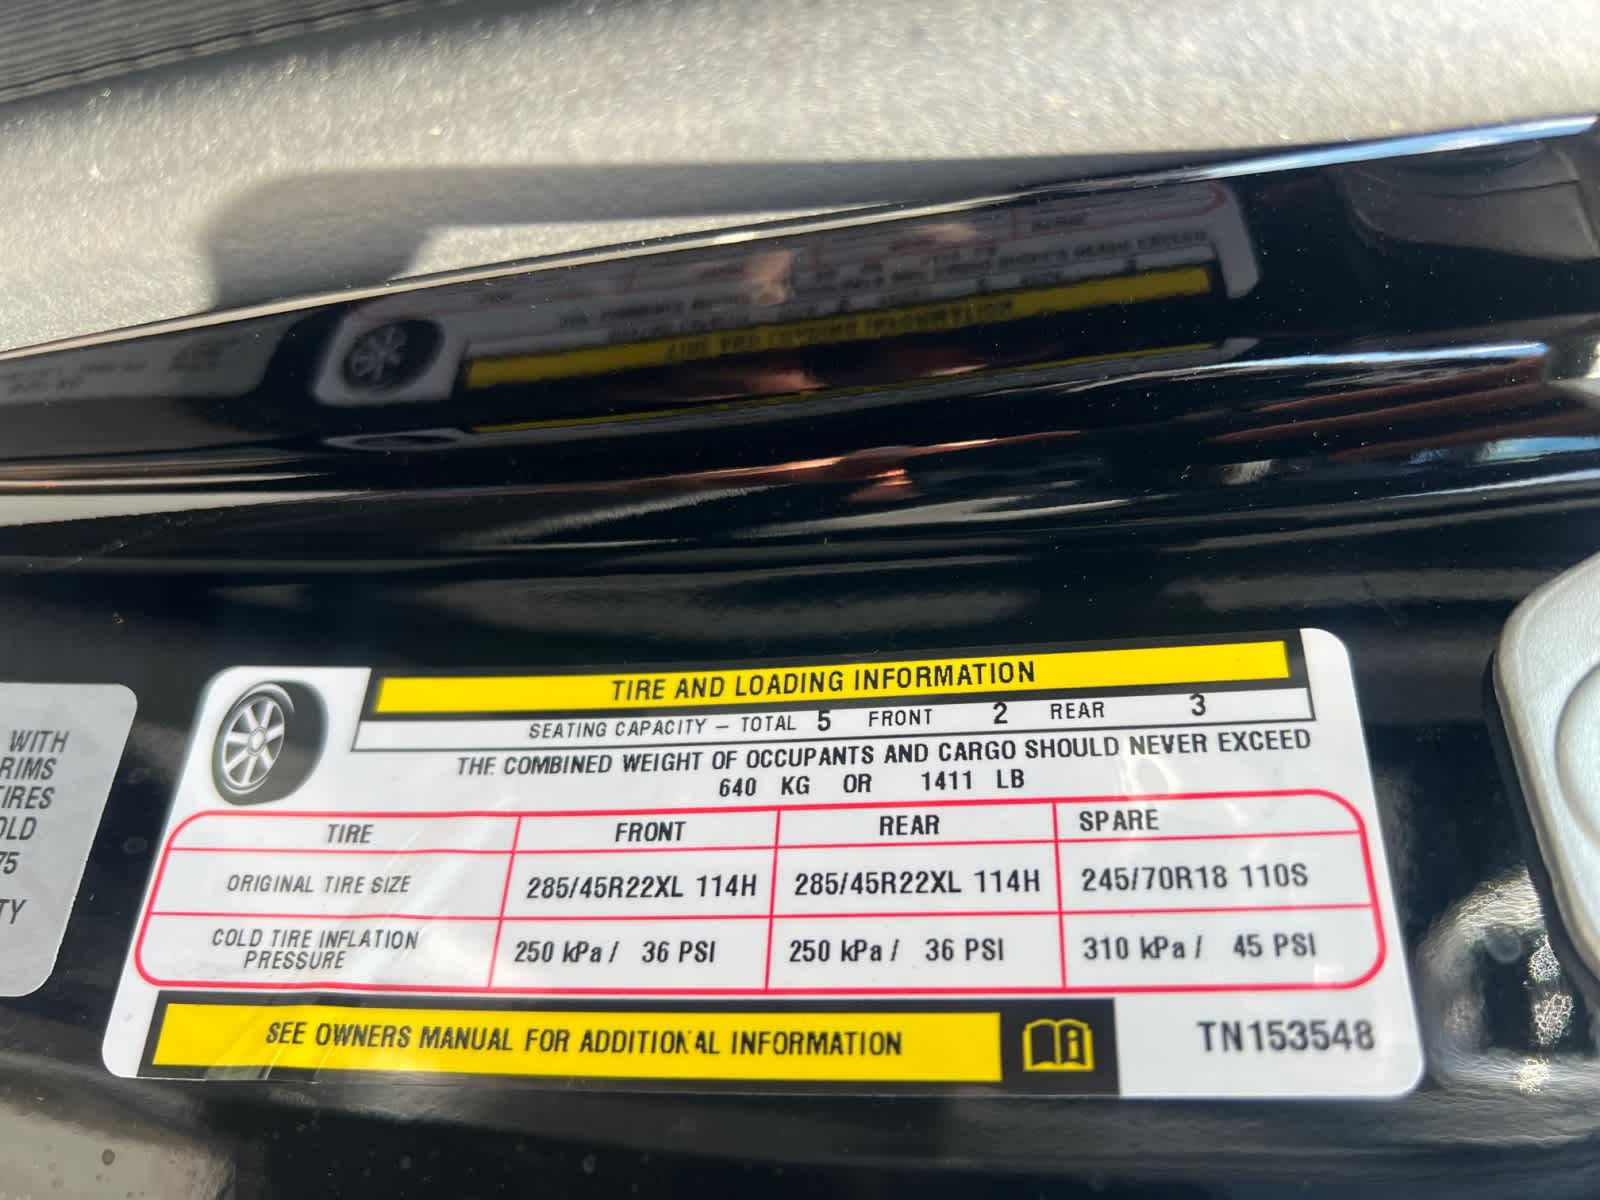 TIRE AND LOADING INFORMATION
SEATING CAPACITY – TOTAL 5 FRONT 2 REAR 3
THE COMBINED WEIGHT OF OCCUPANTS AND CARGO SHOULD NEVER EXCEED
640 KG OR 1411 LB
TIRE FRONT REAR SPARE
ORIGINAL TIRE SIZE 285/45R22XL 114H 285/45R22XL 114H 245/70R18 110S
COLD TIRE INFLATION
PRESSURE 250 kPa / 36 PSI 250 kPa / 36 PSI 310 kPa / 45 PSI
SEE OWNERS MANUAL FOR ADDITIONAL INFORMATION
TN153548
WITH
RIMS
TIRES
OLD
75
TY